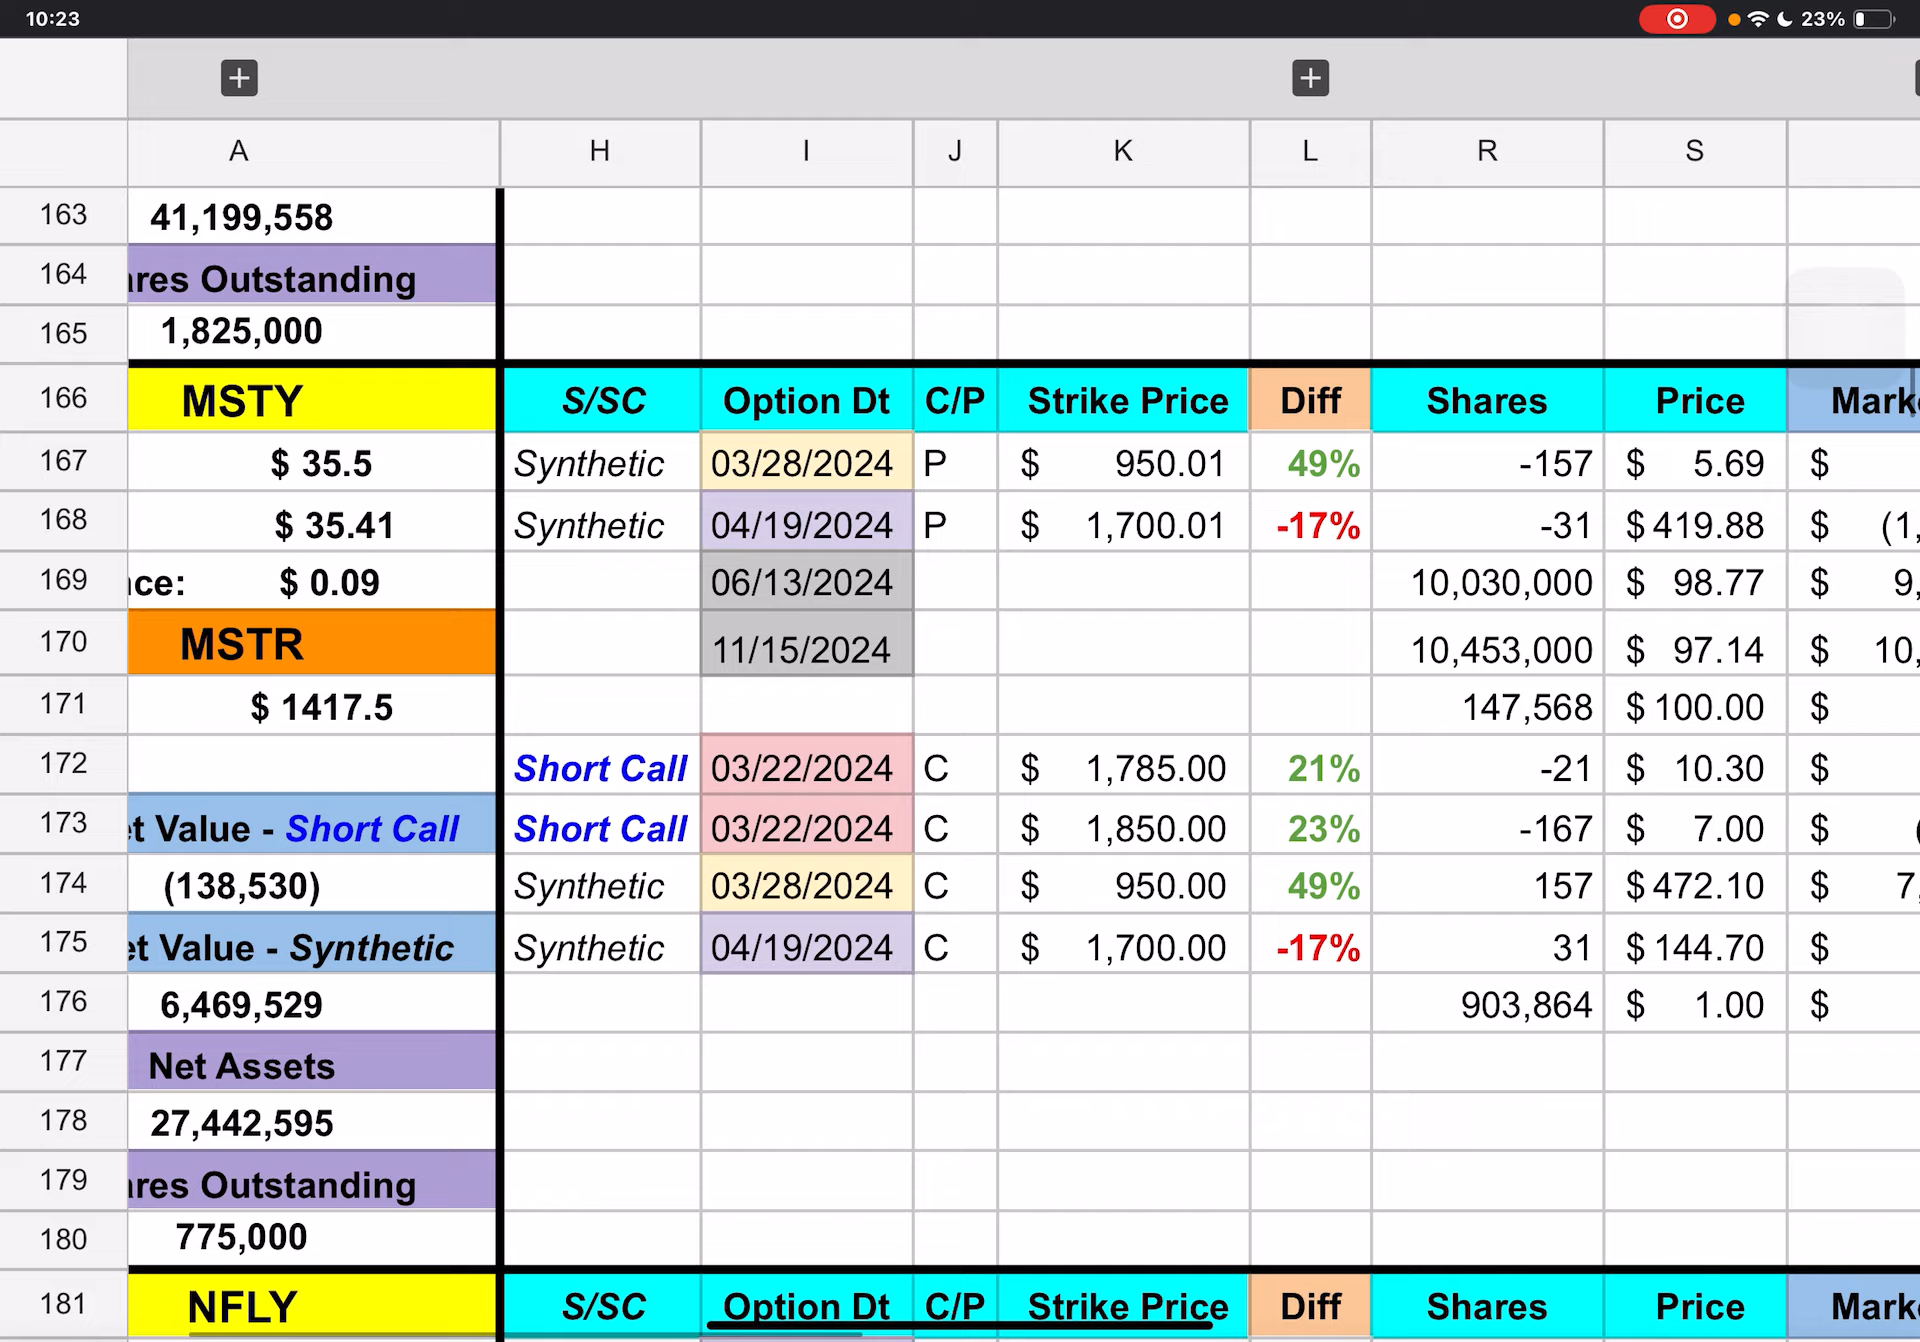 10:23 23%
A H I J K L R S
163 41,199,558
164 res Outstanding
165 1,825,000
166 MSTY S/SC Option Dt C/P Strike Price Diff Shares Price Mark
167 $ 35.5 Synthetic 03/28/2024 P $ 950.01 49% -157 $ 5.69 $
168 $ 35.41 Synthetic 04/19/2024 P $ 1,700.01 -17% -31 $ 419.88 $ (1,
169 ce: $ 0.09 06/13/2024 10,030,000 $ 98.77 $ 9,
170 MSTR 11/15/2024 10,453,000 $ 97.14 $ 10,
171 $ 1417.5 147,568 $ 100.00 $
172 Short Call 03/22/2024 C $ 1,785.00 21% -21 $ 10.30 $
173 et Value - Short Call Short Call 03/22/2024 C $ 1,850.00 23% -167 $ 7.00 $ (
174 (138,530) Synthetic 03/28/2024 C $ 950.00 49% 157 $ 472.10 $ 7,
175 et Value - Synthetic Synthetic 04/19/2024 C $ 1,700.00 -17% 31 $ 144.70 $
176 6,469,529 903,864 $ 1.00 $
177 Net Assets
178 27,442,595
179 res Outstanding
180 775,000
181 NFLY S/SC Option Dt C/P Strike Price Diff Shares Price Mark